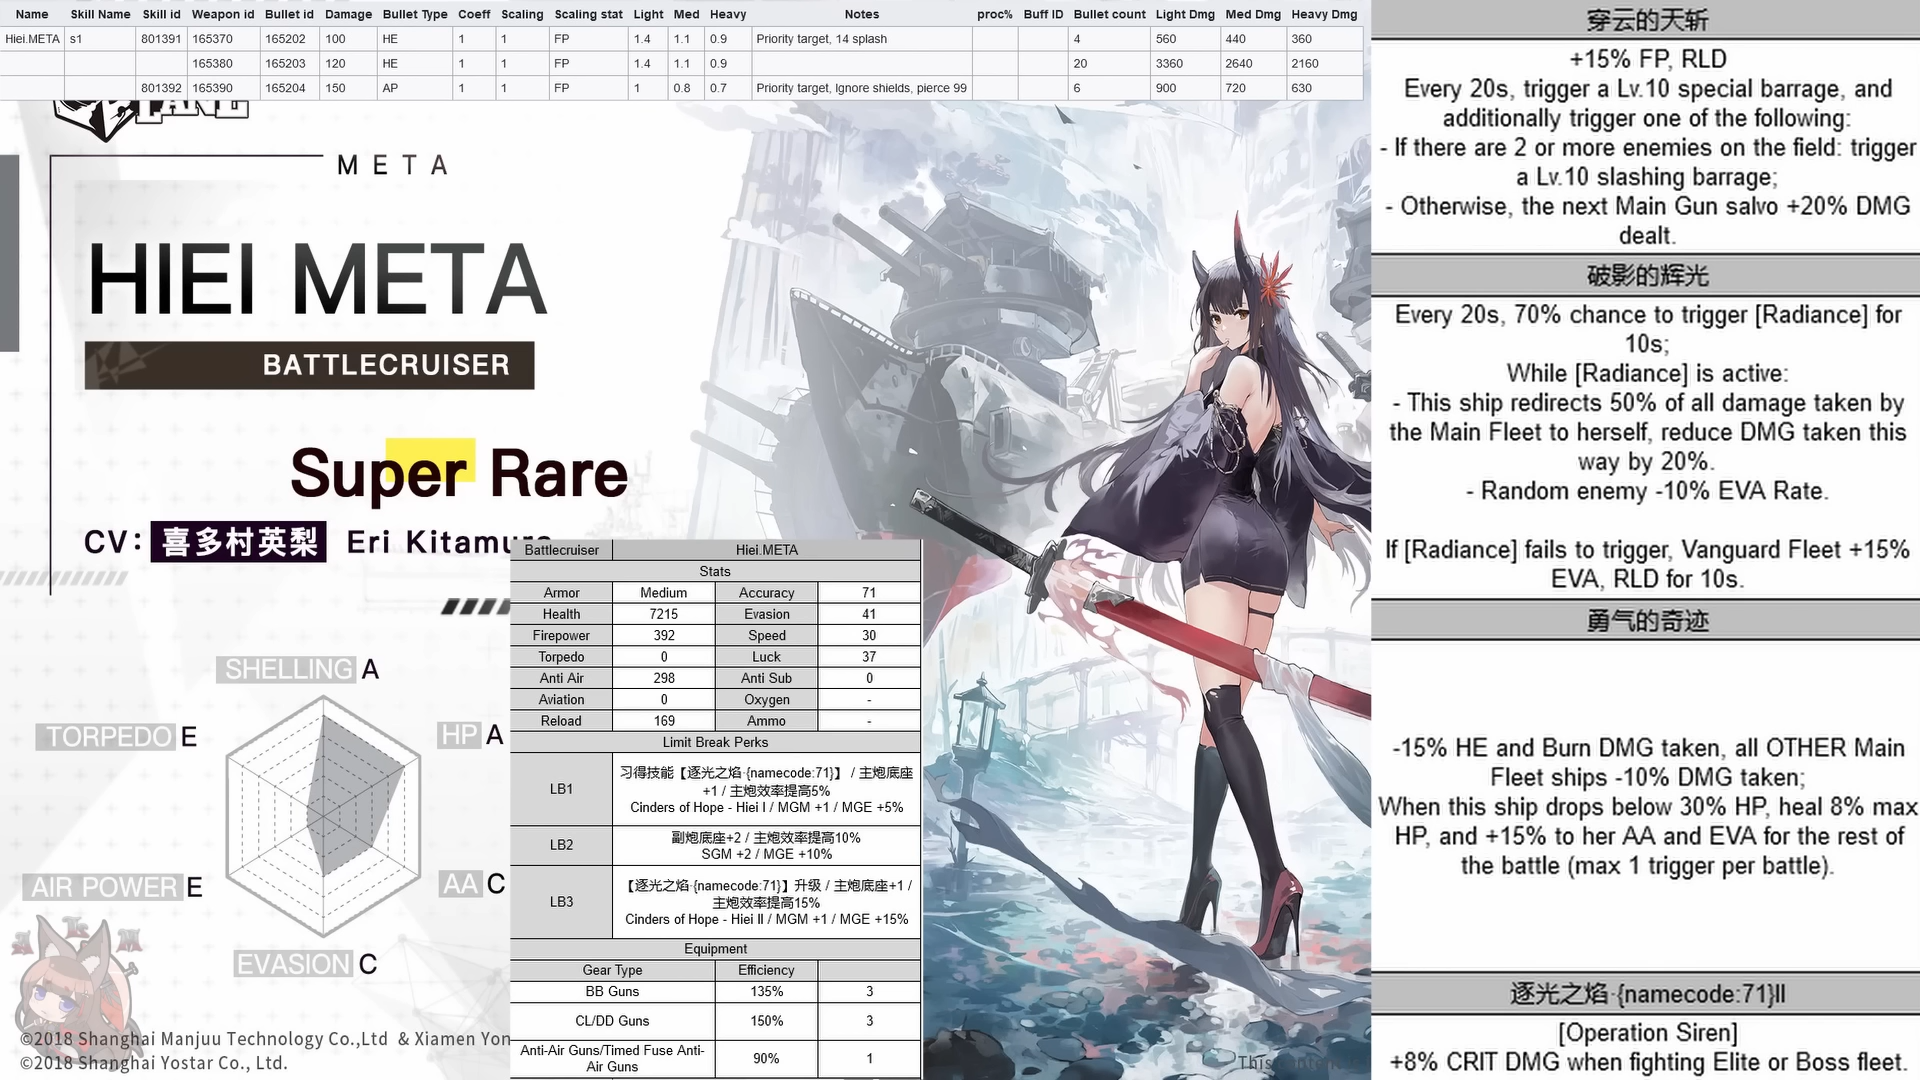 Name Skill Name Skill id Weapon id Bullet id Damage Bullet Type Coeff Scaling Scaling stat Light Med Heavy Notes proc% Buff ID Bullet count Light Dmg Med Dmg Heavy Dmg
Hiei.META s1 801391 165370 165202 100 HE 1 1 FP 1.4 1.1 0.9 Priority target, 14 splash 4 560 440 360
165380 165203 120 HE 1 1 FP 1.4 1.1 0.9 20 3360 2640 2160
801392 165390 165204 150 AP 1 1 FP 1 0.8 0.7 Priority target, Ignore shields, pierce 99 6 900 720 630
LANE
META
HIEI META
BATTLECRUISER
Super Rare
CV: 喜多村英梨 Eri Kitamura
SHELLING A
TORPEDO E
HP A
AIR POWER E
AA C
EVASION C
©2018 Shanghai Manjuu Technology Co.,Ltd & Xiamen Yon
©2018 Shanghai Yostar Co., Ltd.
Battlecruiser Hiei.META
Stats
Armor Medium Accuracy 71
Health 7215 Evasion 41
Firepower 392 Speed 30
Torpedo 0 Luck 37
Anti Air 298 Anti Sub 0
Aviation 0 Oxygen -
Reload 169 Ammo -
Limit Break Perks
LB1
习得技能【逐光之焰·{namecode:71}】 / 主炮底座
+1 / 主炮效率提高5%
Cinders of Hope - Hiei I / MGM +1 / MGE +5%
LB2
副炮底座+2 / 主炮效率提高10%
SGM +2 / MGE +10%
LB3
【逐光之焰·{namecode:71}】升级 / 主炮底座+1 /
主炮效率提高15%
Cinders of Hope - Hiei II / MGM +1 / MGE +15%
Equipment
Gear Type Efficiency
BB Guns 135% 3
CL/DD Guns 150% 3
Anti-Air Guns/Timed Fuse Anti-
Air Guns 90% 1
穿云的天斩
+15% FP, RLD
Every 20s, trigger a Lv.10 special barrage, and
additionally trigger one of the following:
- If there are 2 or more enemies on the field: trigger
a Lv.10 slashing barrage;
- Otherwise, the next Main Gun salvo +20% DMG
dealt.
破影的辉光
Every 20s, 70% chance to trigger [Radiance] for
10s;
While [Radiance] is active:
- This ship redirects 50% of all damage taken by
the Main Fleet to herself, reduce DMG taken this
way by 20%.
- Random enemy -10% EVA Rate.
If [Radiance] fails to trigger, Vanguard Fleet +15%
EVA, RLD for 10s.
勇气的奇迹
-15% HE and Burn DMG taken, all OTHER Main
Fleet ships -10% DMG taken;
When this ship drops below 30% HP, heal 8% max
HP, and +15% to her AA and EVA for the rest of
the battle (max 1 trigger per battle).
逐光之焰·{namecode:71}II
[Operation Siren]
+8% CRIT DMG when fighting Elite or Boss fleet.